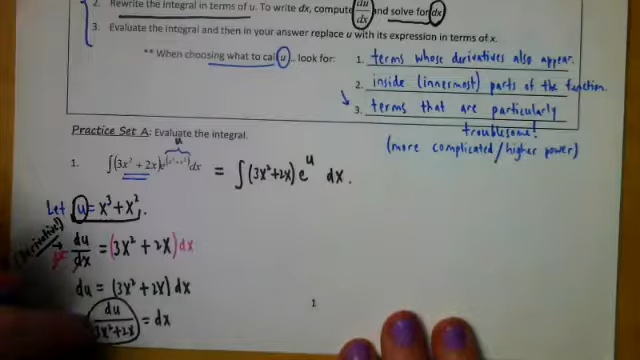 2. Rewrite the integral in terms of u. To write dx, compute du/dx and solve for dx
3. Evaluate the integral and then in your answer replace u with its expression in terms of x.
** When choosing what to call u, look for:
1. terms whose derivatives also appear.
2. inside (innermost) parts of the function.
3. terms that are particularly
troublesome!
(more complicated/higher power)
Practice Set A: Evaluate the integral.
u
1. ∫(3x² + 2x)e^(x³+x²) dx = ∫(3x²+2x) e^u dx.
Let u = x³+x².
(Derivative) → du/dx = (3x² + 2x) dx
du = (3x² + 2x) dx
du/(3x²+2x) = dx
1